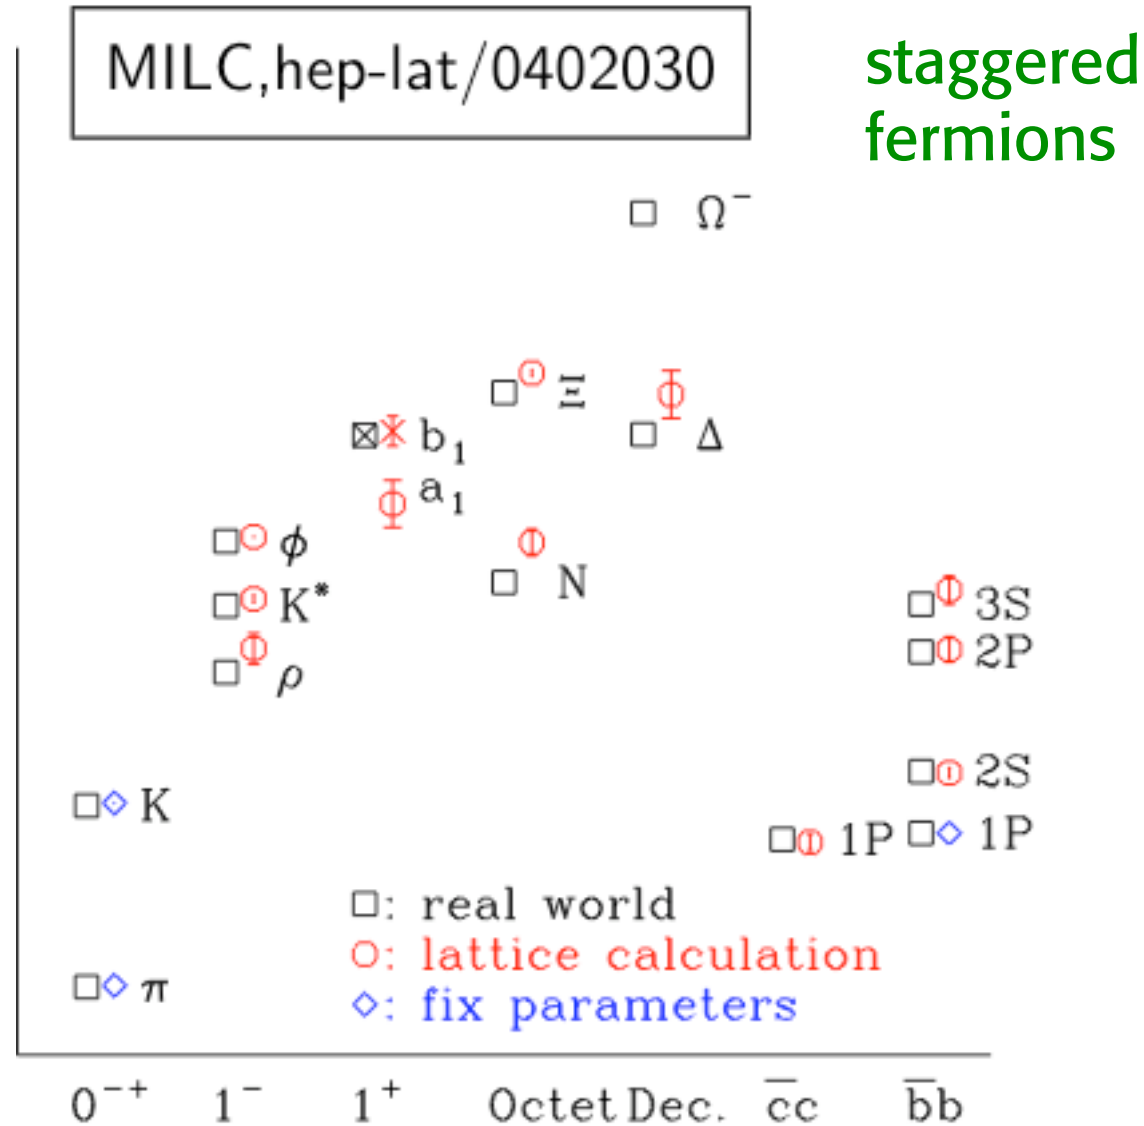 MILC,hep-lat/0402030
staggered
fermions
Ω⁻
Ξ
Δ
b₁
a₁
N
ϕ
K*
ρ
3S
2P
2S
1P
1P
K
π
□: real world
○: lattice calculation
◇: fix parameters
0⁻⁺ 1⁻ 1⁺ Octet Dec. c̅c b̅b